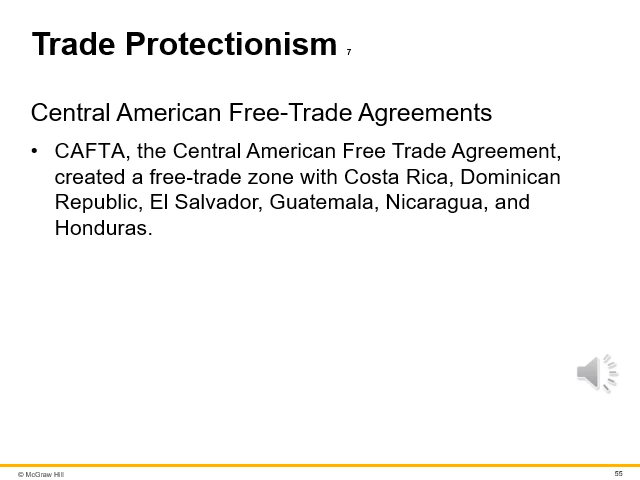 Trade Protectionism 7
Central American Free-Trade Agreements
• CAFTA, the Central American Free Trade Agreement,
created a free-trade zone with Costa Rica, Dominican
Republic, El Salvador, Guatemala, Nicaragua, and
Honduras.
© McGraw Hill
55